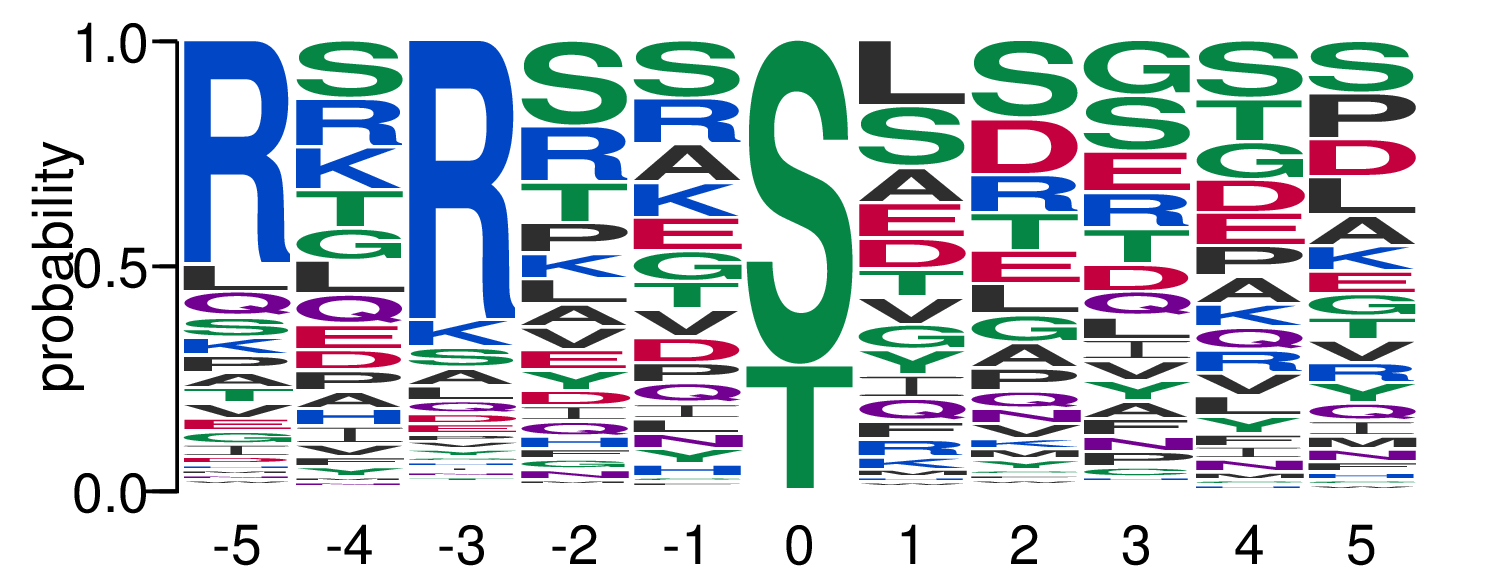 probability
1.0
0.5
0.0
R L Q S K P A T V E G I D
S R K T G L Q E D P A H I V F Y
R K S A L Q D E P V
S R T P K L A V E Y D I Q H F G N
S R A K E G T V D P Q I L N Y H
S T
L S A E D T V G Y I Q F R K M
S D R T E L G A P Q N V K M Y
G S E R T D Q L I V Y A F N P G
S T G D E P A K Q R V L Y F I N
S P D L A K E G T V R Y Q I M N F H
-5 -4 -3 -2 -1 0 1 2 3 4 5